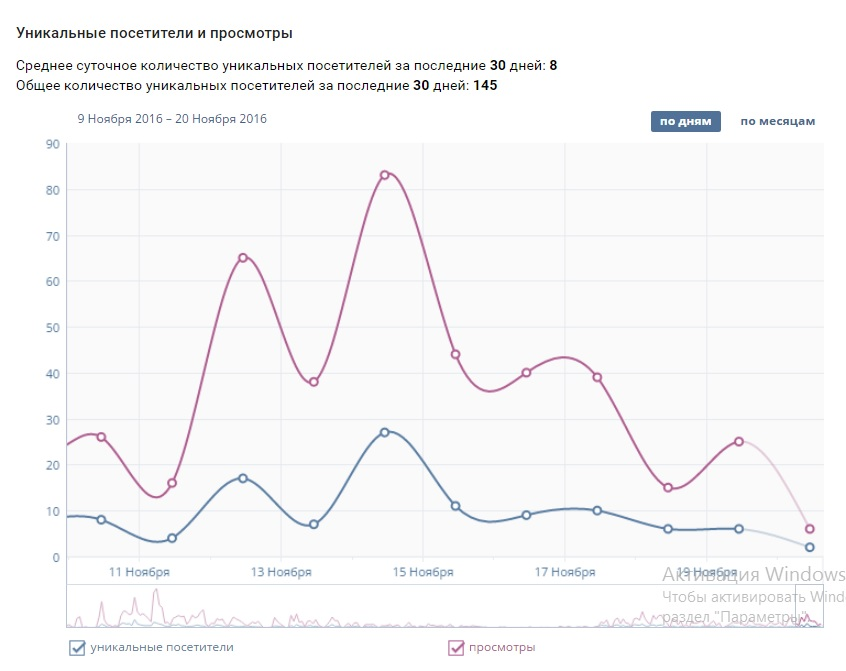 Уникальные посетители и просмотры
Среднее суточное количество уникальных посетителей за последние 30 дней: 8
Общее количество уникальных посетителей за последние 30 дней: 145
9 Ноября 2016 – 20 Ноября 2016
по дням
по месяцам
90
80
70
60
50
40
30
20
10
0
11 Ноября
13 Ноября
15 Ноября
17 Ноября
19 Ноября
Активация Windows
Чтобы активировать Wind
раздел "Параметры
уникальные посетители
просмотры